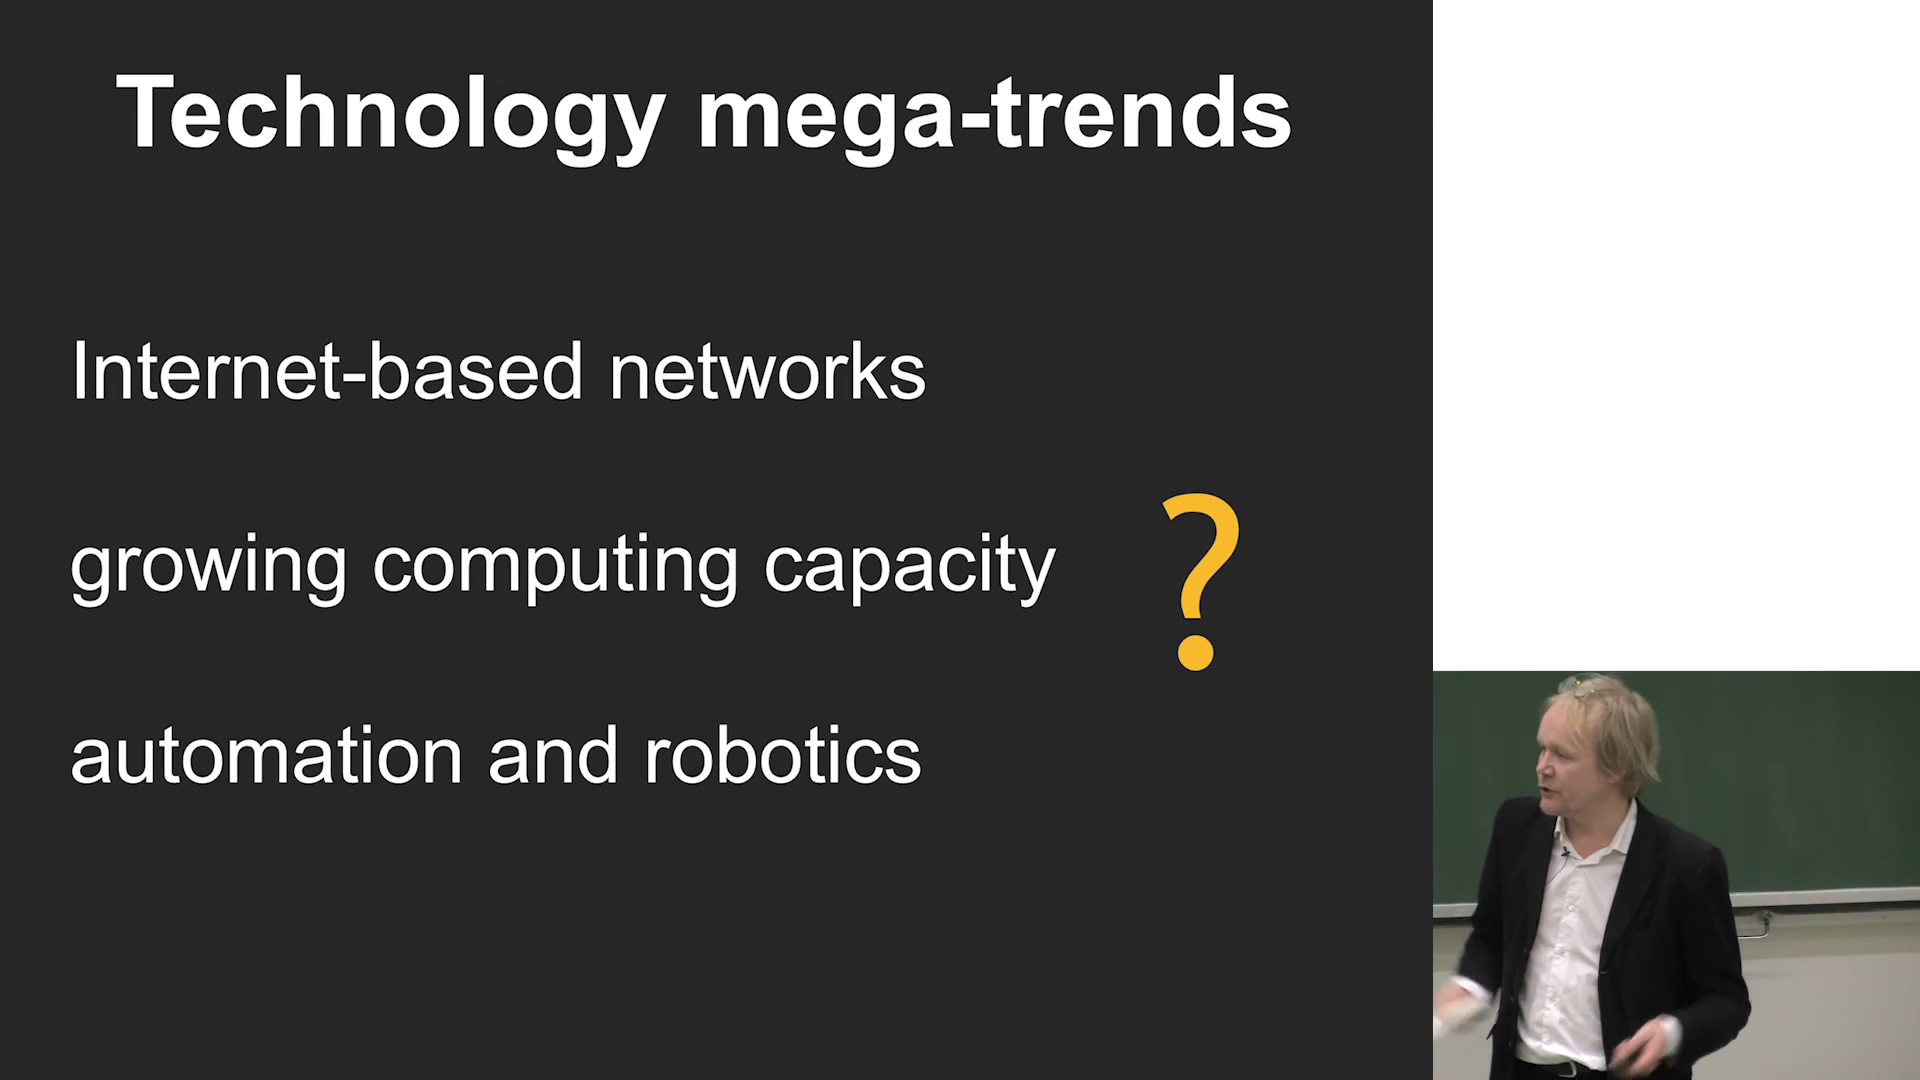 Technology mega-trends
Internet-based networks
growing computing capacity
?
automation and robotics